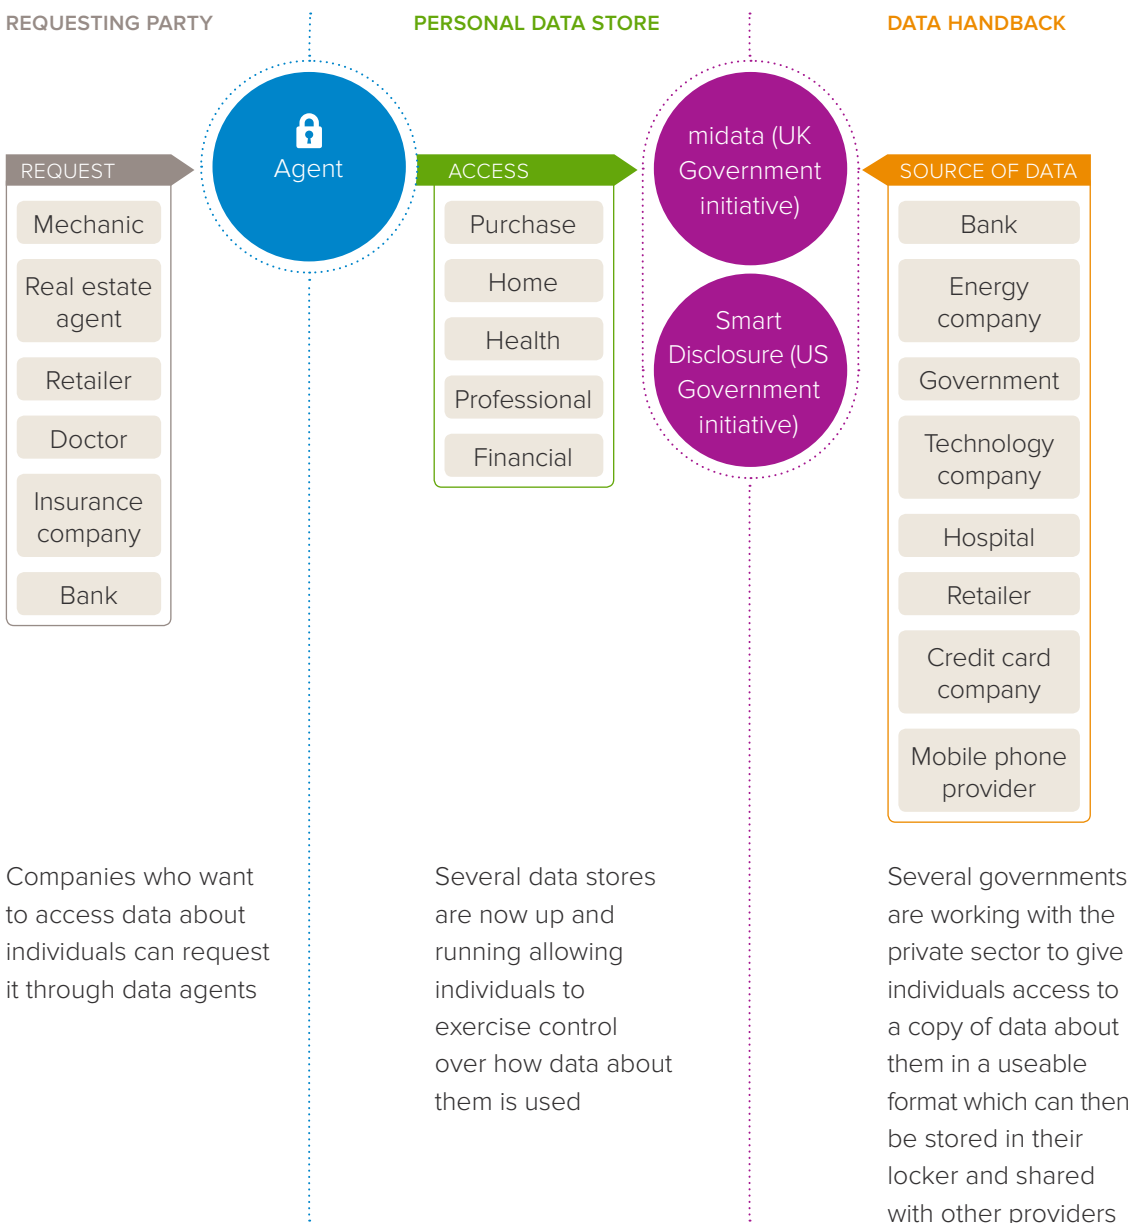 REQUESTING PARTY
PERSONAL DATA STORE
DATA HANDBACK
REQUEST
Mechanic
Real estate
agent
Retailer
Doctor
Insurance
company
Bank
Agent
ACCESS
Purchase
Home
Health
Professional
Financial
midata (UK
Government
initiative)
Smart
Disclosure (US
Government
initiative)
SOURCE OF DATA
Bank
Energy
company
Government
Technology
company
Hospital
Retailer
Credit card
company
Mobile phone
provider
Companies who want
to access data about
individuals can request
it through data agents
Several data stores
are now up and
running allowing
individuals to
exercise control
over how data about
them is used
Several governments
are working with the
private sector to give
individuals access to
a copy of data about
them in a useable
format which can then
be stored in their
locker and shared
with other providers